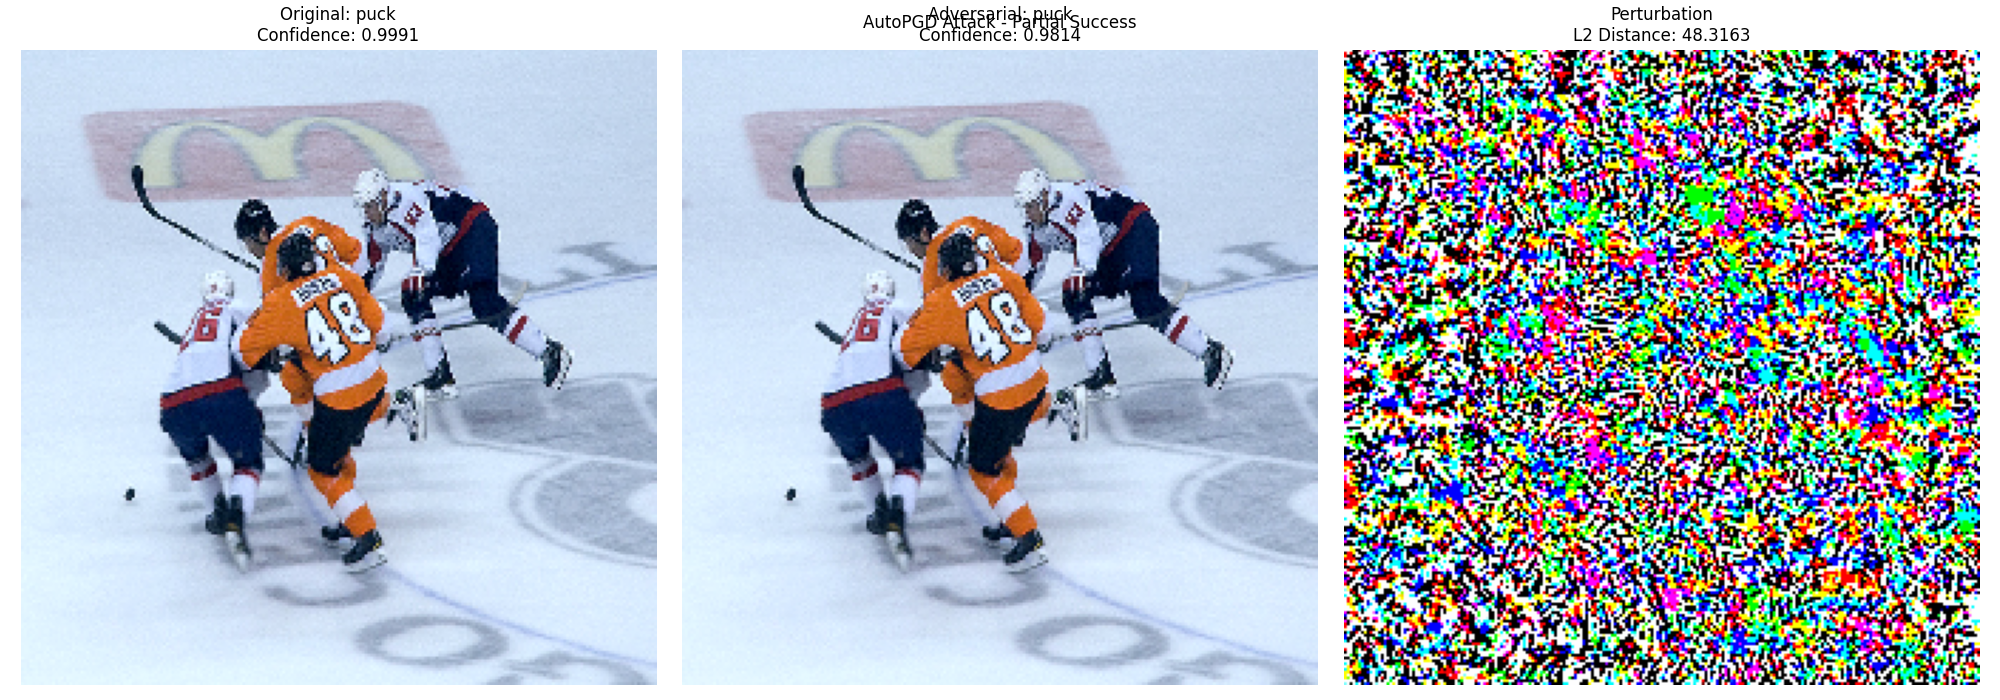 AutoPGD Attack - Partial Success
Original: puck
Confidence: 0.9991
Adversarial: puck
Confidence: 0.9814
Perturbation
L2 Distance: 48.3163
48
48